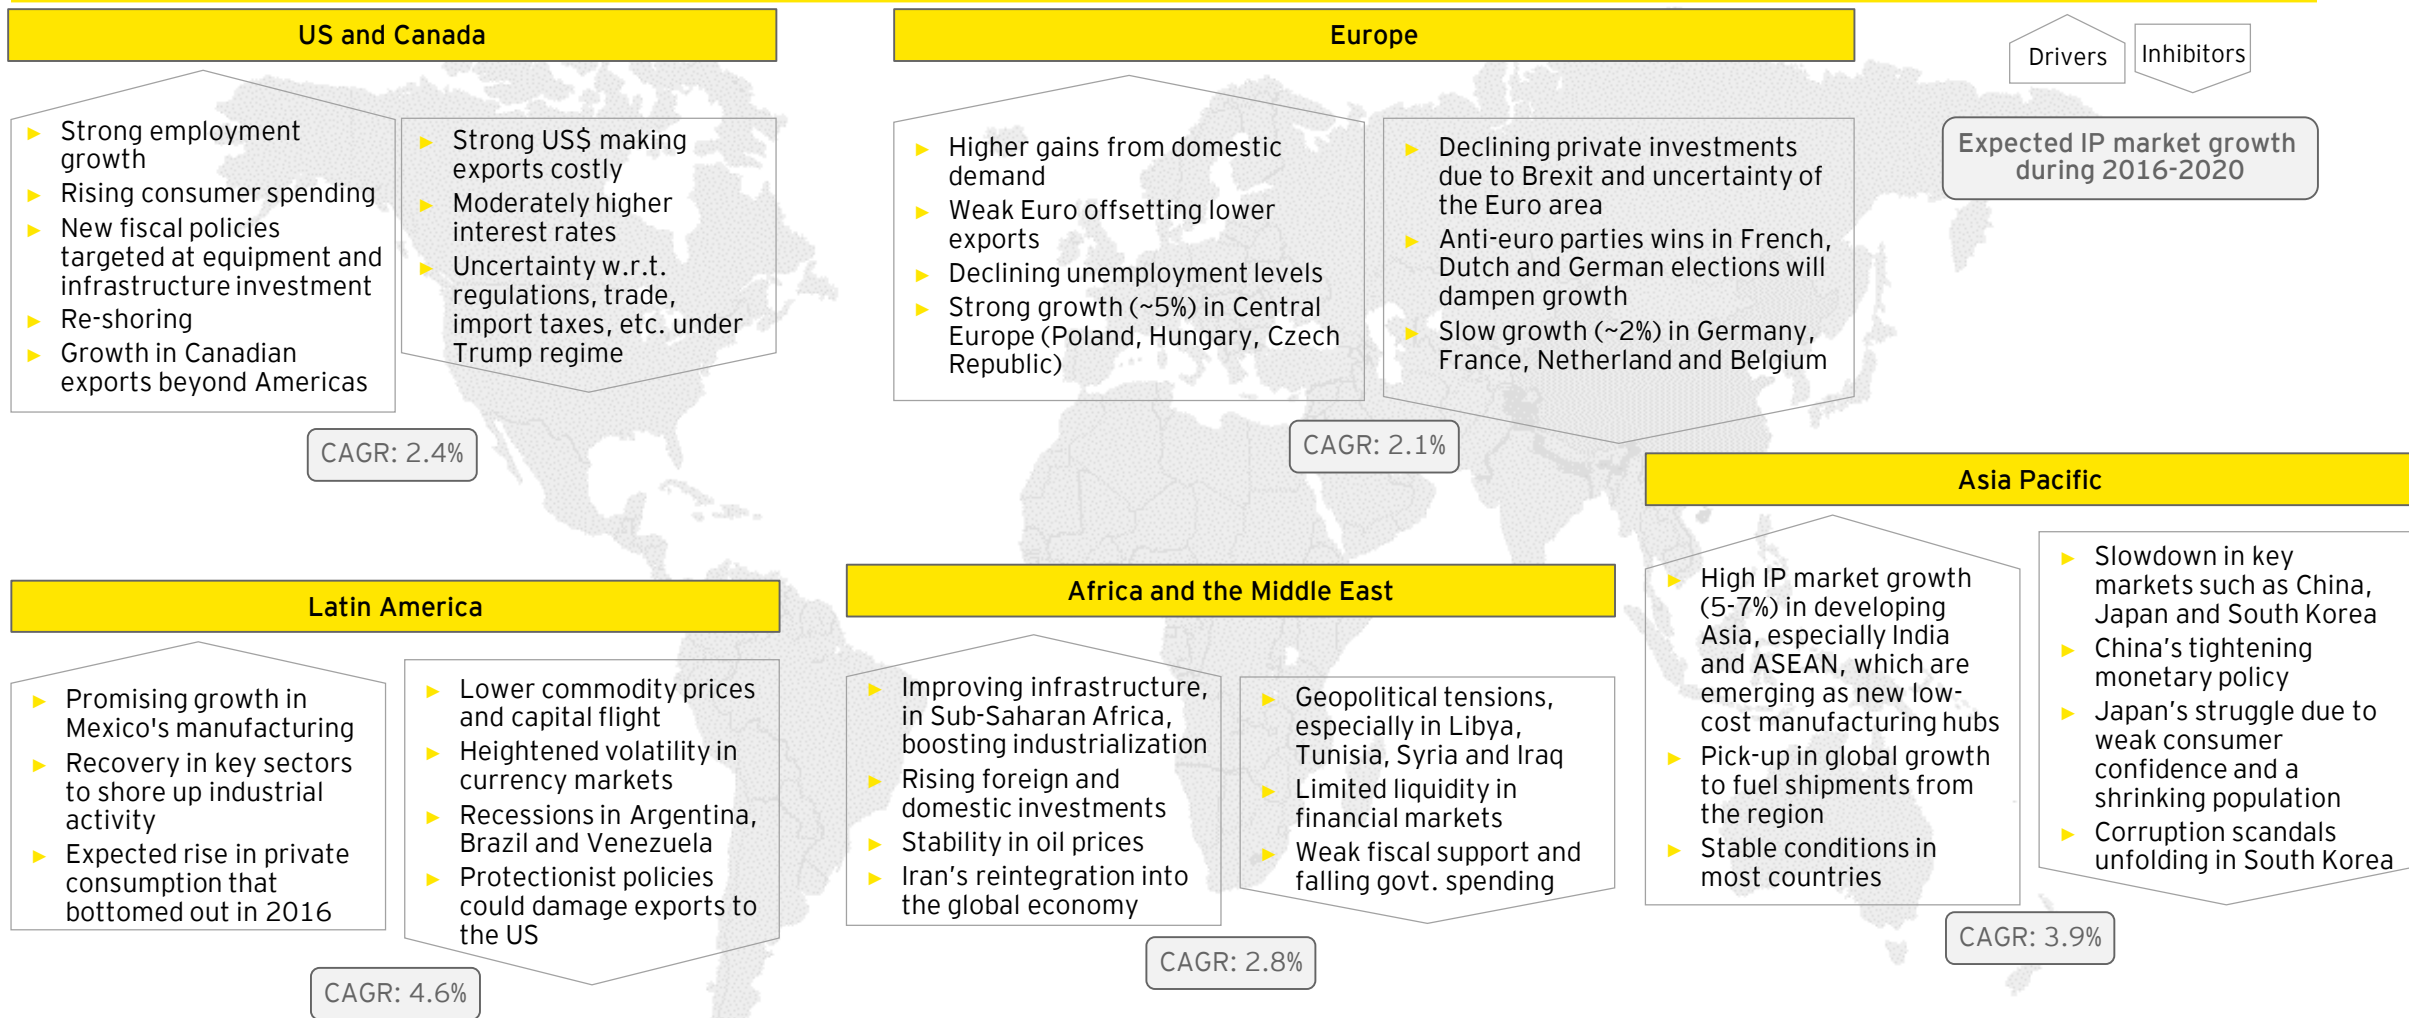 US and Canada
Strong employment
growth
Rising consumer spending
New fiscal policies
targeted at equipment and
infrastructure investment
Re-shoring
Growth in Canadian
exports beyond Americas
Strong US$ making
exports costly
Moderately higher
interest rates
Uncertainty w.r.t.
regulations, trade,
import taxes, etc. under
Trump regime
CAGR: 2.4%
Europe
Higher gains from domestic
demand
Weak Euro offsetting lower
exports
Declining unemployment levels
Strong growth (~5%) in Central
Europe (Poland, Hungary, Czech
Republic)
Declining private investments
due to Brexit and uncertainty of
the Euro area
Anti-euro parties wins in French,
Dutch and German elections will
dampen growth
Slow growth (~2%) in Germany,
France, Netherland and Belgium
CAGR: 2.1%
Drivers
Inhibitors
Expected IP market growth
during 2016-2020
Latin America
Promising growth in
Mexico's manufacturing
Recovery in key sectors
to shore up industrial
activity
Expected rise in private
consumption that
bottomed out in 2016
Lower commodity prices
and capital flight
Heightened volatility in
currency markets
Recessions in Argentina,
Brazil and Venezuela
Protectionist policies
could damage exports to
the US
CAGR: 4.6%
Africa and the Middle East
Improving infrastructure,
in Sub-Saharan Africa,
boosting industrialization
Rising foreign and
domestic investments
Stability in oil prices
Iran's reintegration into
the global economy
Geopolitical tensions,
especially in Libya,
Tunisia, Syria and Iraq
Limited liquidity in
financial markets
Weak fiscal support and
falling govt. spending
CAGR: 2.8%
Asia Pacific
High IP market growth
(5-7%) in developing
Asia, especially India
and ASEAN, which are
emerging as new low-
cost manufacturing hubs
Pick-up in global growth
to fuel shipments from
the region
Stable conditions in
most countries
Slowdown in key
markets such as China,
Japan and South Korea
China's tightening
monetary policy
Japan's struggle due to
weak consumer
confidence and a
shrinking population
Corruption scandals
unfolding in South Korea
CAGR: 3.9%